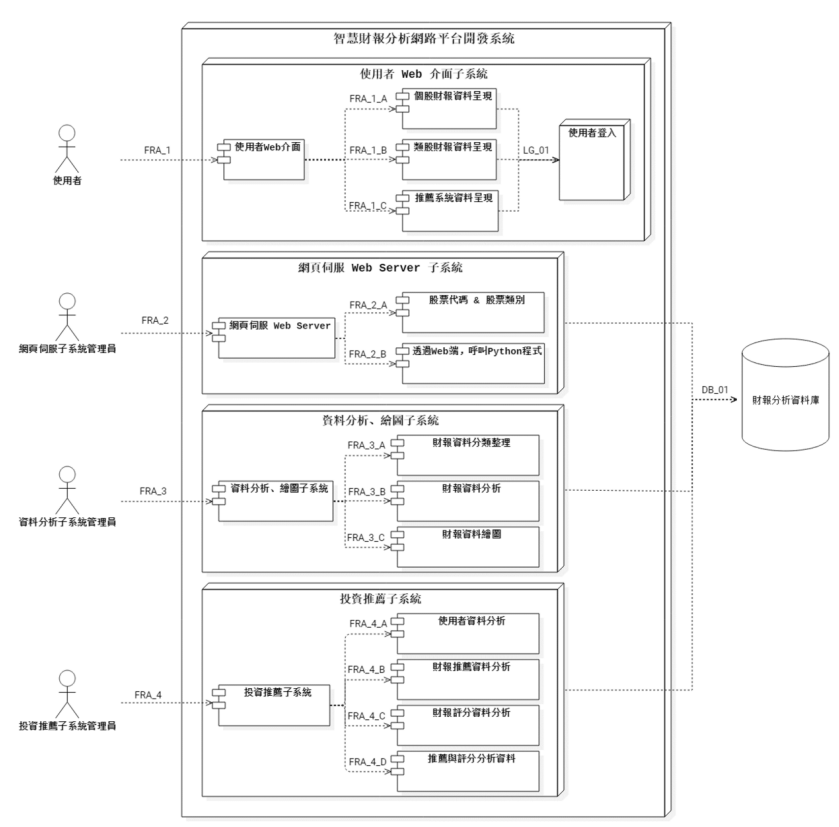 智慧財報分析網路平台開發系統
使用者 Web 介面子系統
使用者
FRA_1
使用者Web介面
FRA_1_A
個股財報資料呈現
FRA_1_B
類股財報資料呈現
FRA_1_C
推薦系統資料呈現
LG_01
使用者登入
網頁伺服 Web Server 子系統
網頁伺服子系統管理員
FRA_2
網頁伺服 Web Server
FRA_2_A
股票代碼 & 股票類別
FRA_2_B
透過Web端，呼叫Python程式
DB_01
財報分析資料庫
資料分析、繪圖子系統
資料分析子系統管理員
FRA_3
資料分析、繪圖子系統
FRA_3_A
財報資料分類整理
FRA_3_B
財報資料分析
FRA_3_C
財報資料繪圖
投資推薦子系統
投資推薦子系統管理員
FRA_4
投資推薦子系統
FRA_4_A
使用者資料分析
FRA_4_B
財報推薦資料分析
FRA_4_C
財報評分資料分析
FRA_4_D
推薦與評分分析資料